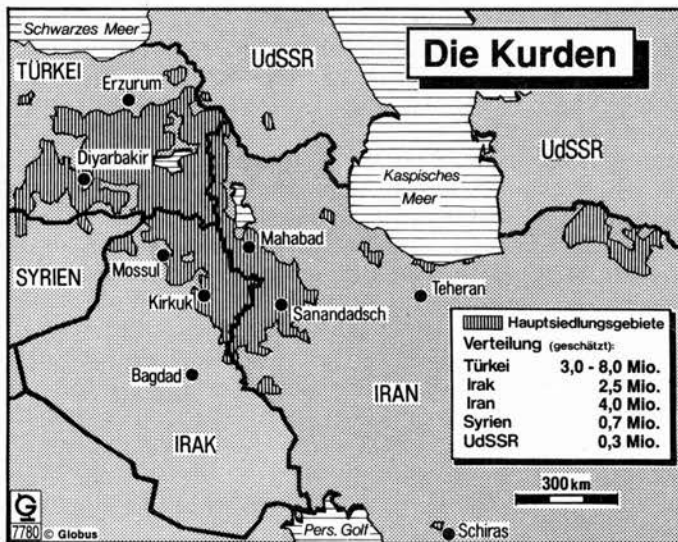 Die Kurden
Schwarzes Meer
TÜRKEI
UdSSR
Erzurum
Diyarbakir
Kaspisches
Meer
UdSSR
Mahabad
SYRIEN
Mossul
Kirkuk
Sanandadsch
Teheran
Bagdad
IRAN
IRAK
Hauptsiedlungsgebiete
Verteilung (geschätzt):
Türkei 3,0 - 8,0 Mio.
Irak 2,5 Mio.
Iran 4,0 Mio.
Syrien 0,7 Mio.
UdSSR 0,3 Mio.
300 km
Pers. Golf
Schiras
G
7780 © Globus